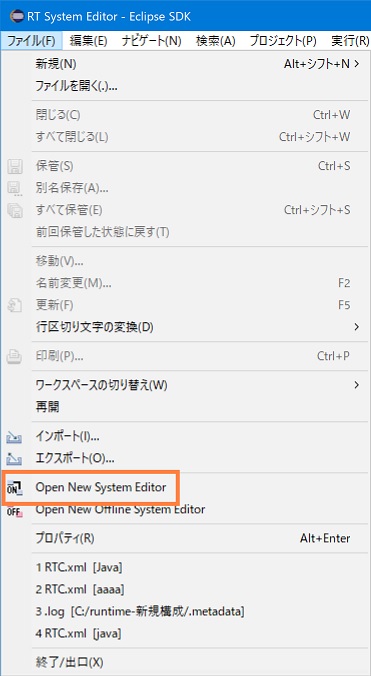 RT System Editor - Eclipse SDK
ファイル(F) 編集(E) ナビゲート(N) 検索(A) プロジェクト(P) 実行(R)
新規(N) Alt+シフト+N >
ファイルを開く(.)...
閉じる(C) Ctrl+W
すべて閉じる(L) Ctrl+シフト+W
保管(S) Ctrl+S
別名保存(A)...
すべて保管(E) Ctrl+シフト+S
前回保管した状態に戻す(T)
移動(V)...
名前変更(M)... F2
更新(F) F5
行区切り文字の変換(D) >
印刷(P)... Ctrl+P
ワークスペースの切り替え(W) >
再開
インポート(I)...
エクスポート(O)...
ON Open New System Editor
OFF Open New Offline System Editor
プロパティ(R) Alt+Enter
1 RTC.xml [Java]
2 RTC.xml [aaaa]
3 .log [C:/runtime-新規構成/.metadata]
4 RTC.xml [java]
終了/出口(X)